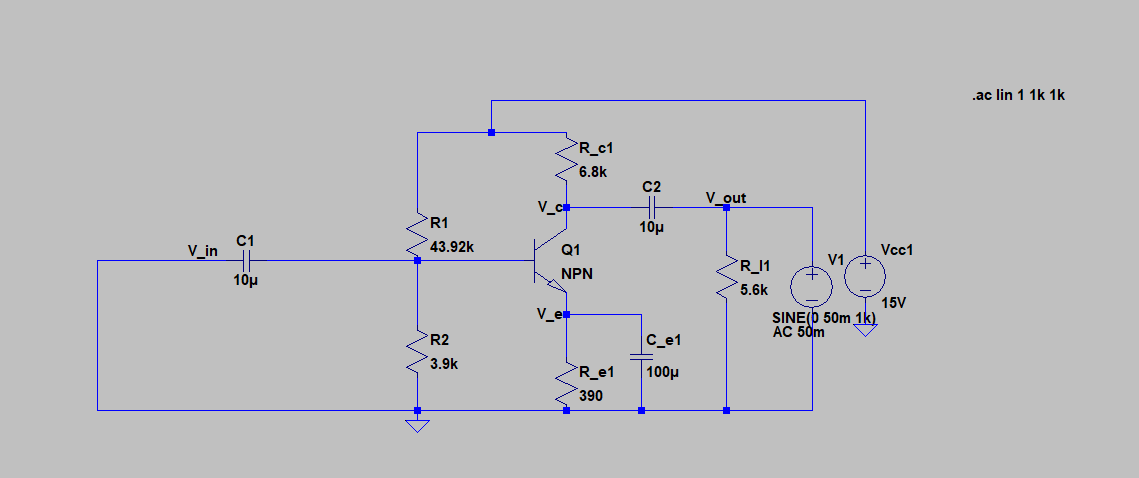 .ac lin 1 1k 1k
R_c1
6.8k
C2
V_out
V_c
10µ
R1
43.92k
C1
V_in
10µ
Q1
NPN
R_l1
5.6k
V1
Vcc1
15V
SINE(0 50m 1k)
AC 50m
V_e
R2
3.9k
C_e1
100µ
R_e1
390